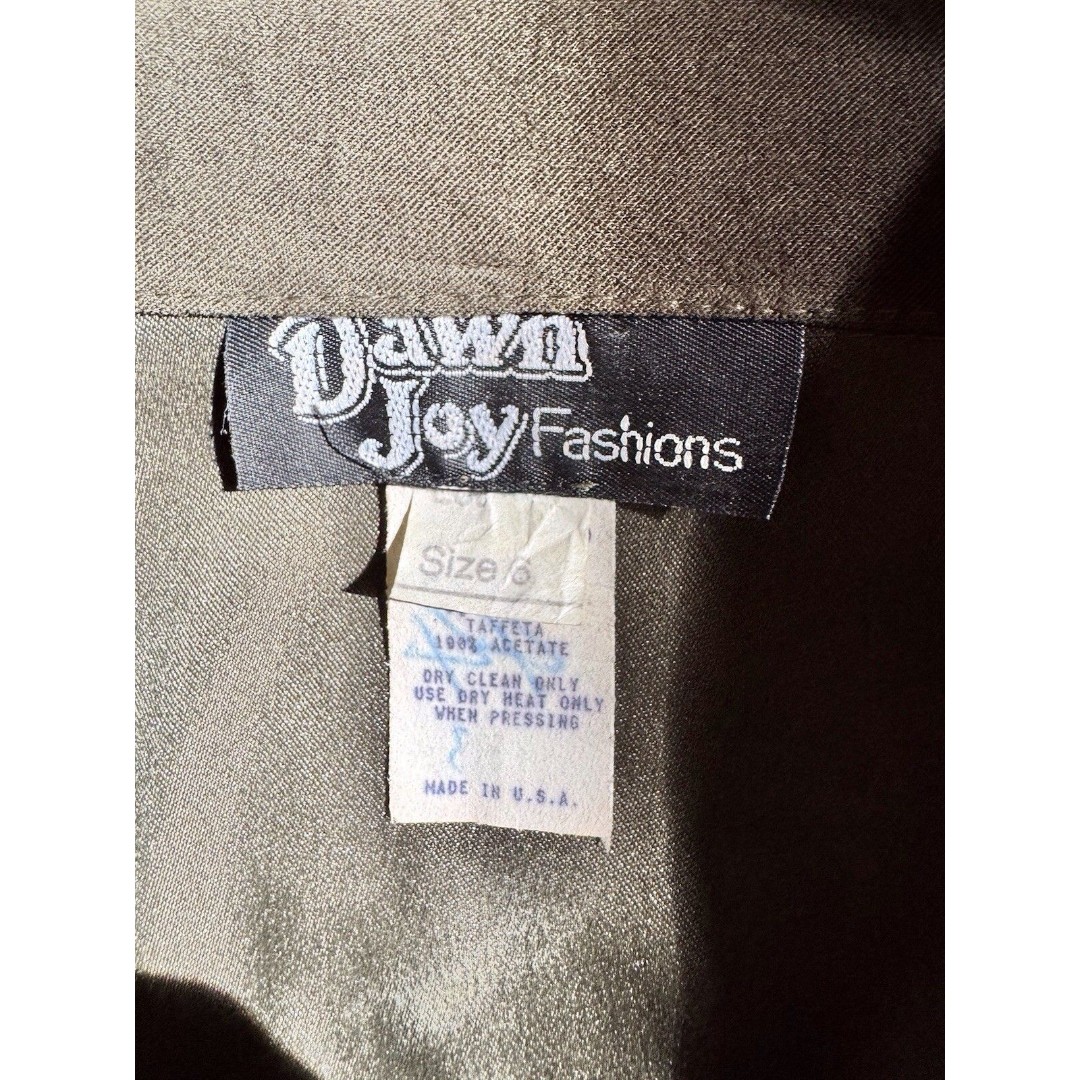 Dawn
Joy Fashions
Size 6
TAFFETA
100% ACETATE
DRY CLEAN ONLY
USE DRY HEAT ONLY
WHEN PRESSING
MADE IN U.S.A.